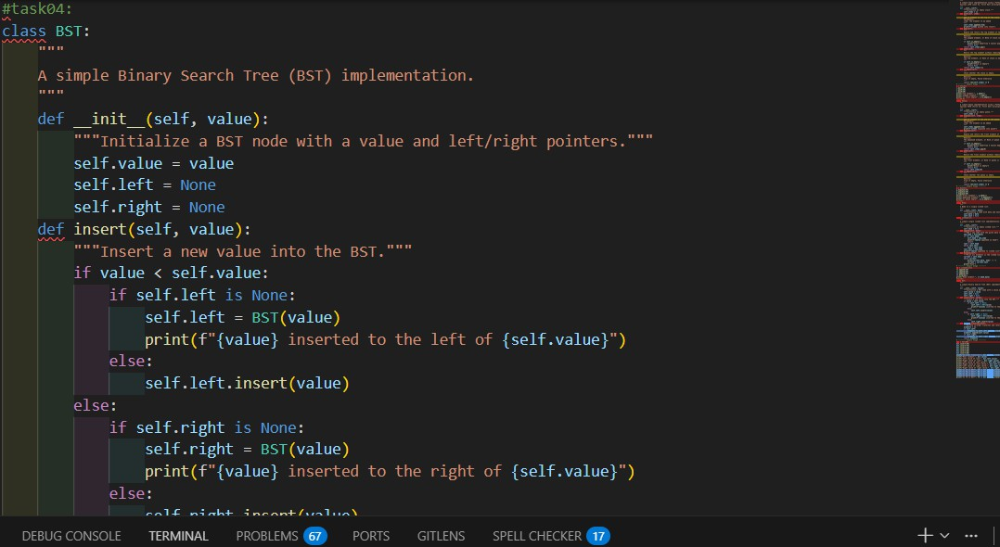 #task04:
class BST:
    """
    A simple Binary Search Tree (BST) implementation.
    """
    def __init__(self, value):
        """Initialize a BST node with a value and left/right pointers."""
        self.value = value
        self.left = None
        self.right = None
    def insert(self, value):
        """Insert a new value into the BST."""
        if value < self.value:
            if self.left is None:
                self.left = BST(value)
                print(f"{value} inserted to the left of {self.value}")
            else:
                self.left.insert(value)
        else:
            if self.right is None:
                self.right = BST(value)
                print(f"{value} inserted to the right of {self.value}")
            else:
                self.right.insert(value)
DEBUG CONSOLE TERMINAL PROBLEMS 67 PORTS GITLENS SPELL CHECKER 17